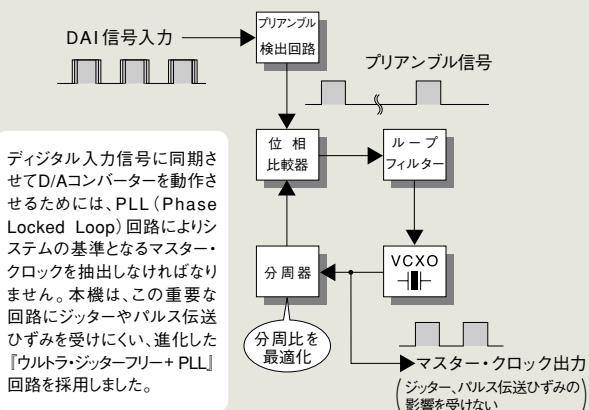 プリアンブル
検出回路
DAI 信号入力
プリアンブル信号
位 相
比較器
ループ
フィルター
ディジタル入力信号に同期さ
せてD/Aコンバーターを動作さ
せるためには、PLL（Phase
Locked Loop）回路によりシ
ステムの基準となるマスター・
クロックを抽出しなければなり
ません。本機は、この重要な
回路にジッターやパルス伝送
ひずみを受けにくい、進化した
『ウルトラ・ジッターフリー+ PLL』
回路を採用しました。
分周器
VCXO
分周比を
最適化
マスター・クロック出力
（ジッター、パルス伝送ひずみの
影響を受けない）